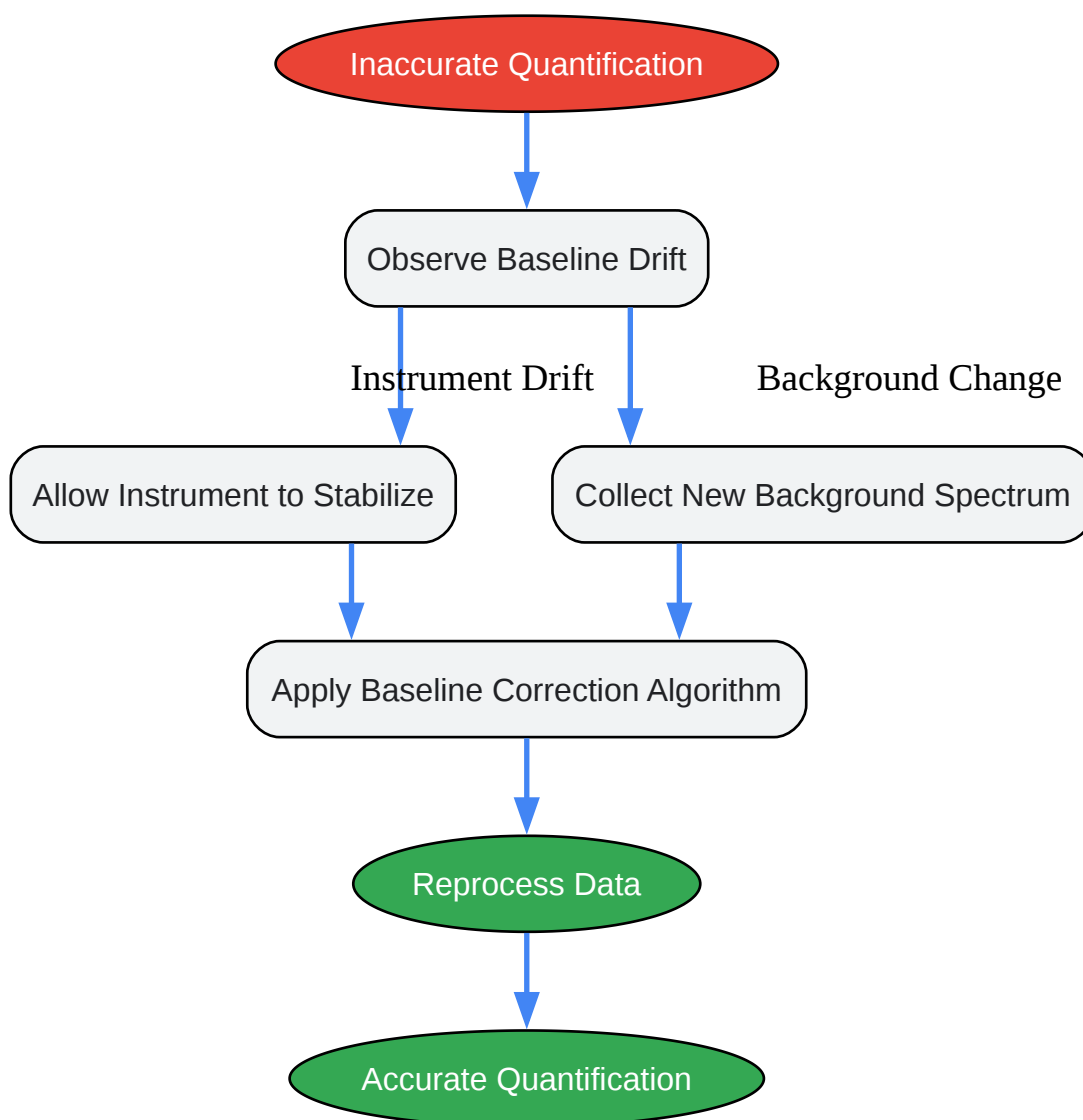 Inaccurate Quantification
Observe Baseline Drift
Instrument Drift
Background Change
Allow Instrument to Stabilize
Collect New Background Spectrum
Apply Baseline Correction Algorithm
Reprocess Data
Accurate Quantification